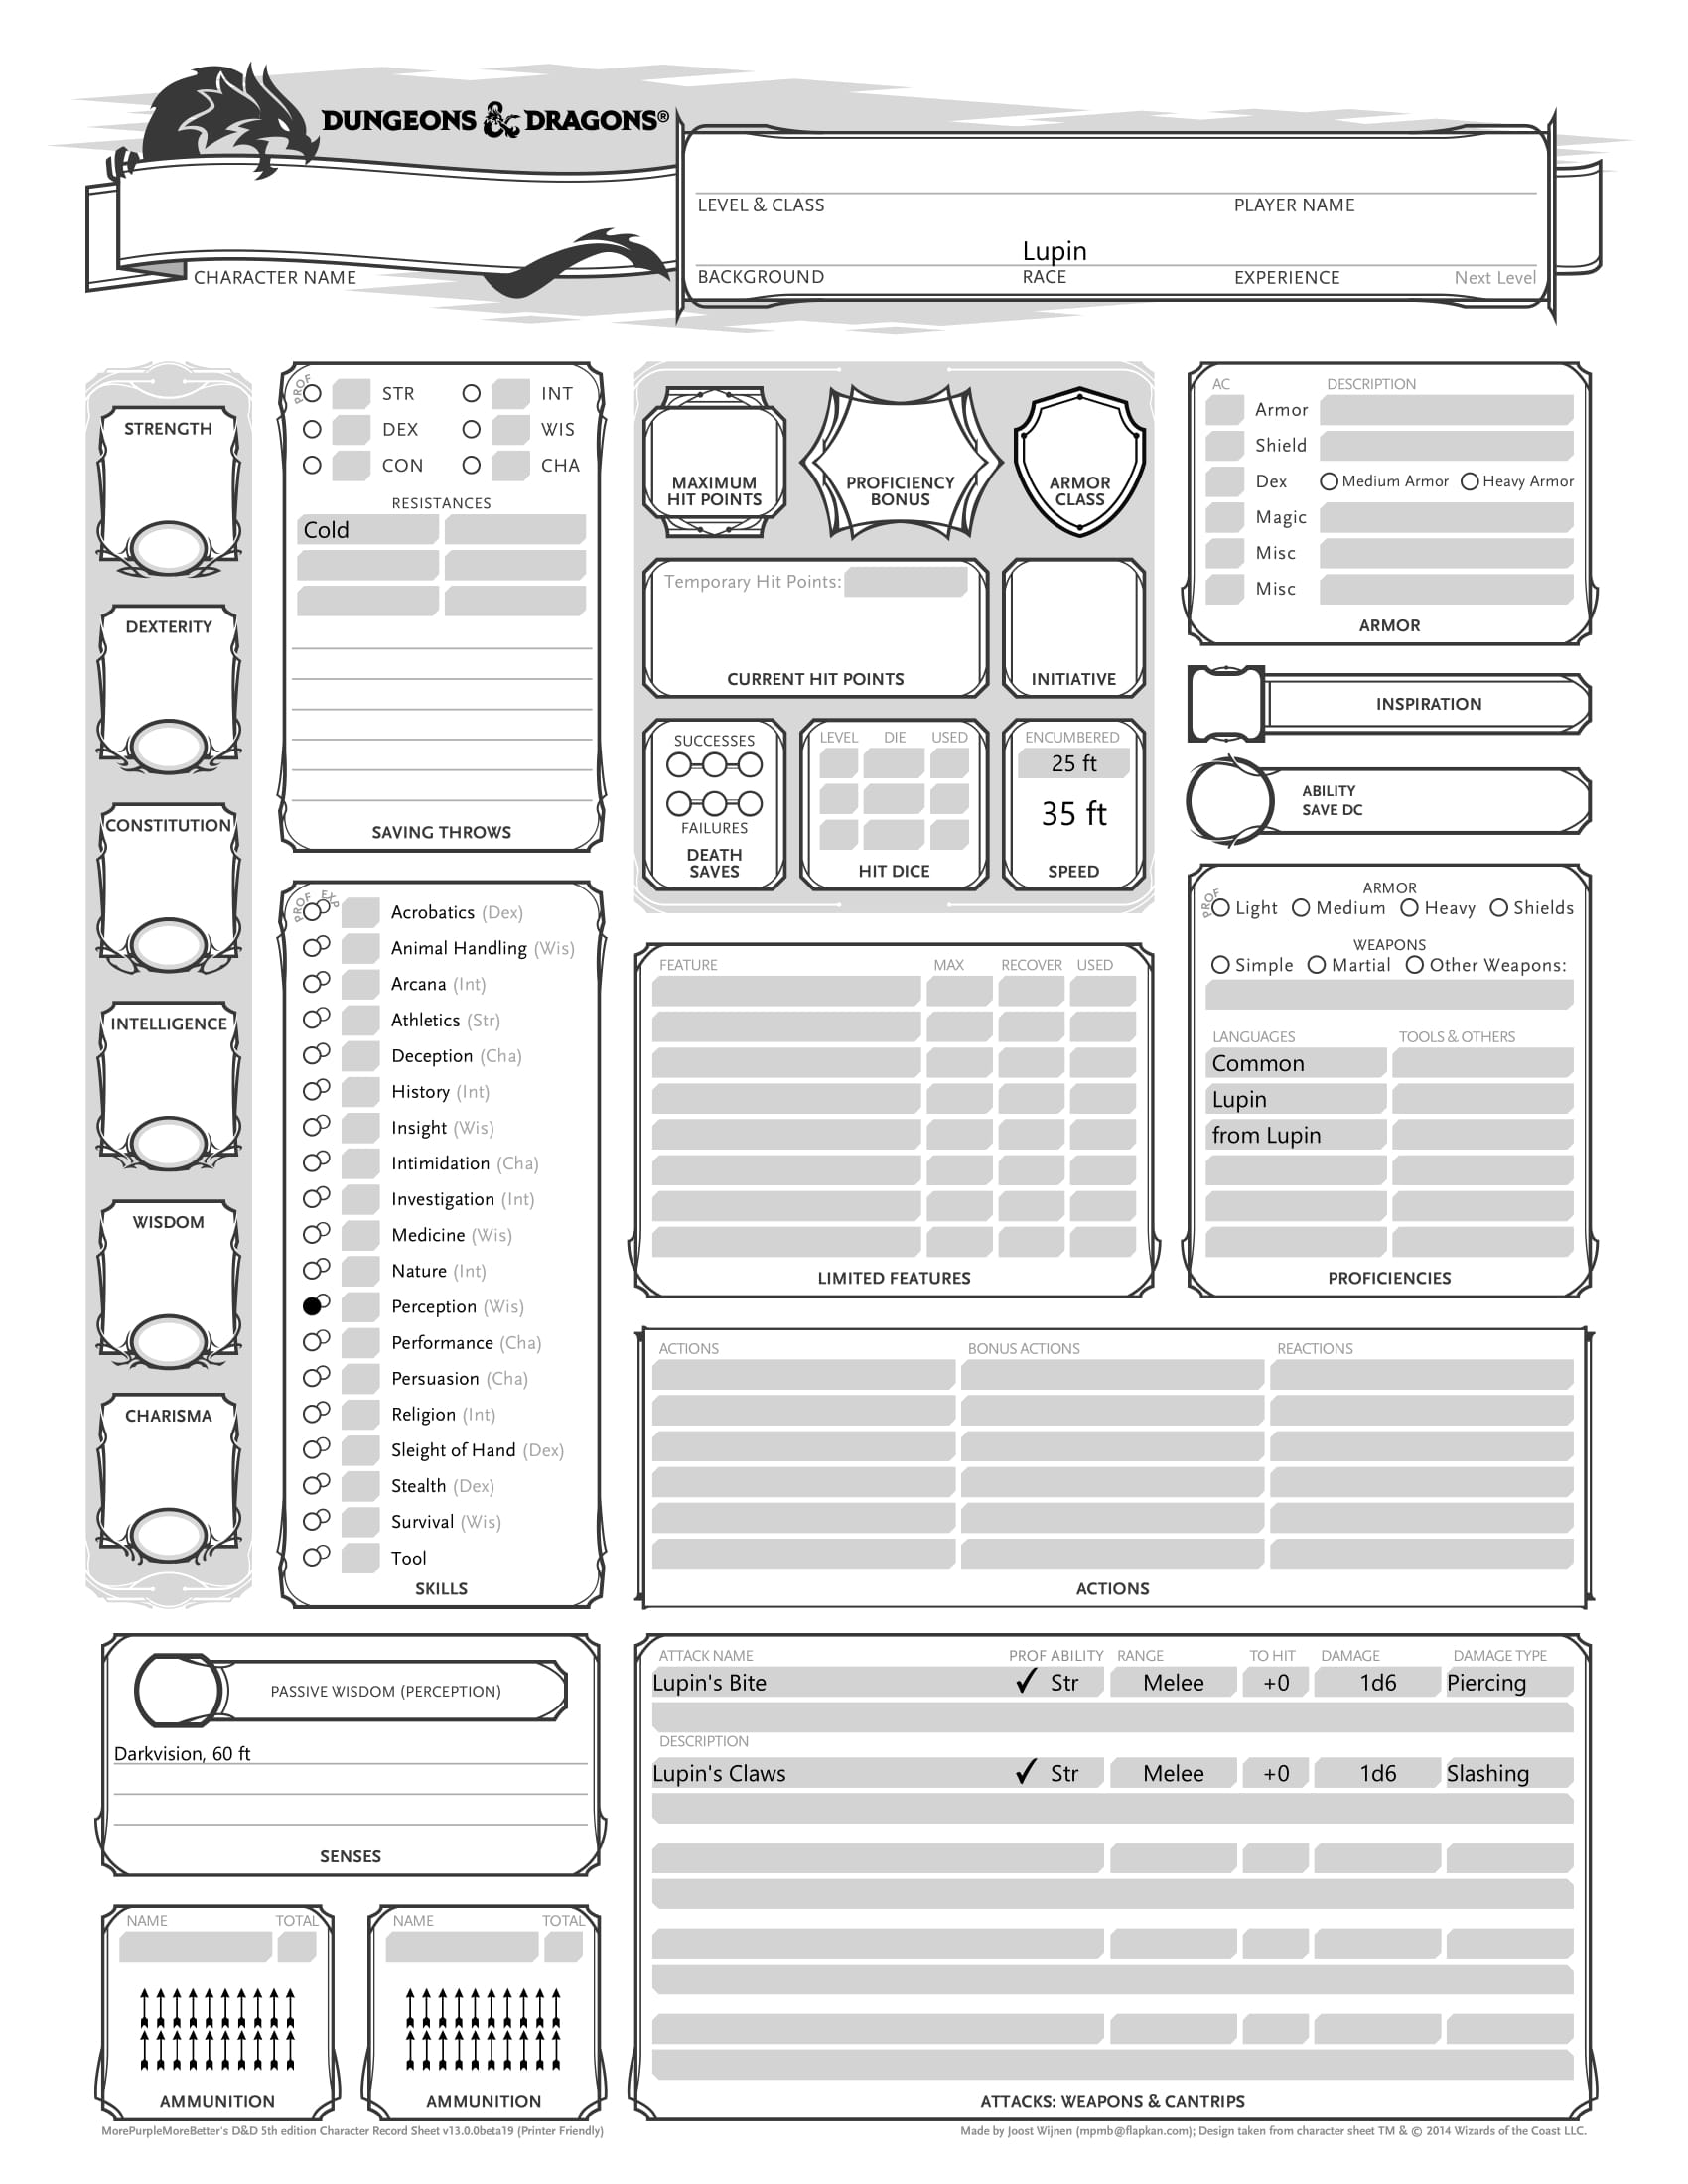 DUNGEONS & DRAGONS®
LEVEL & CLASS PLAYER NAME
Lupin
CHARACTER NAME BACKGROUND RACE EXPERIENCE Next Level
STRENGTH
DEXTERITY
CONSTITUTION
INTELLIGENCE
WISDOM
CHARISMA
PROF
STR INT
DEX WIS
CON CHA
RESISTANCES
Cold
SAVING THROWS
PROF EXP
Acrobatics (Dex)
Animal Handling (Wis)
Arcana (Int)
Athletics (Str)
Deception (Cha)
History (Int)
Insight (Wis)
Intimidation (Cha)
Investigation (Int)
Medicine (Wis)
Nature (Int)
Perception (Wis)
Performance (Cha)
Persuasion (Cha)
Religion (Int)
Sleight of Hand (Dex)
Stealth (Dex)
Survival (Wis)
Tool
SKILLS
PASSIVE WISDOM (PERCEPTION)
Darkvision, 60 ft
SENSES
NAME TOTAL
AMMUNITION
NAME TOTAL
AMMUNITION
MAXIMUM
HIT POINTS
PROFICIENCY
BONUS
ARMOR
CLASS
Temporary Hit Points:
CURRENT HIT POINTS
INITIATIVE
SUCCESSES
FAILURES
DEATH
SAVES
LEVEL DIE USED
HIT DICE
ENCUMBERED
25 ft
35 ft
SPEED
FEATURE MAX RECOVER USED
LIMITED FEATURES
AC DESCRIPTION
Armor
Shield
Dex Medium Armor Heavy Armor
Magic
Misc
Misc
ARMOR
INSPIRATION
ABILITY
SAVE DC
ARMOR
PROF
Light Medium Heavy Shields
WEAPONS
Simple Martial Other Weapons:
LANGUAGES TOOLS & OTHERS
Common
Lupin
from Lupin
PROFICIENCIES
ACTIONS BONUS ACTIONS REACTIONS
ACTIONS
ATTACK NAME PROF ABILITY RANGE TO HIT DAMAGE DAMAGE TYPE
Lupin's Bite ✓ Str Melee +0 1d6 Piercing
DESCRIPTION
Lupin's Claws ✓ Str Melee +0 1d6 Slashing
ATTACKS: WEAPONS & CANTRIPS
MorePurpleMoreBetter's D&D 5th edition Character Record Sheet v13.0.0beta19 (Printer Friendly)
Made by Joost Wijnen (mpmb@flapkan.com); Design taken from character sheet TM & © 2014 Wizards of the Coast LLC.